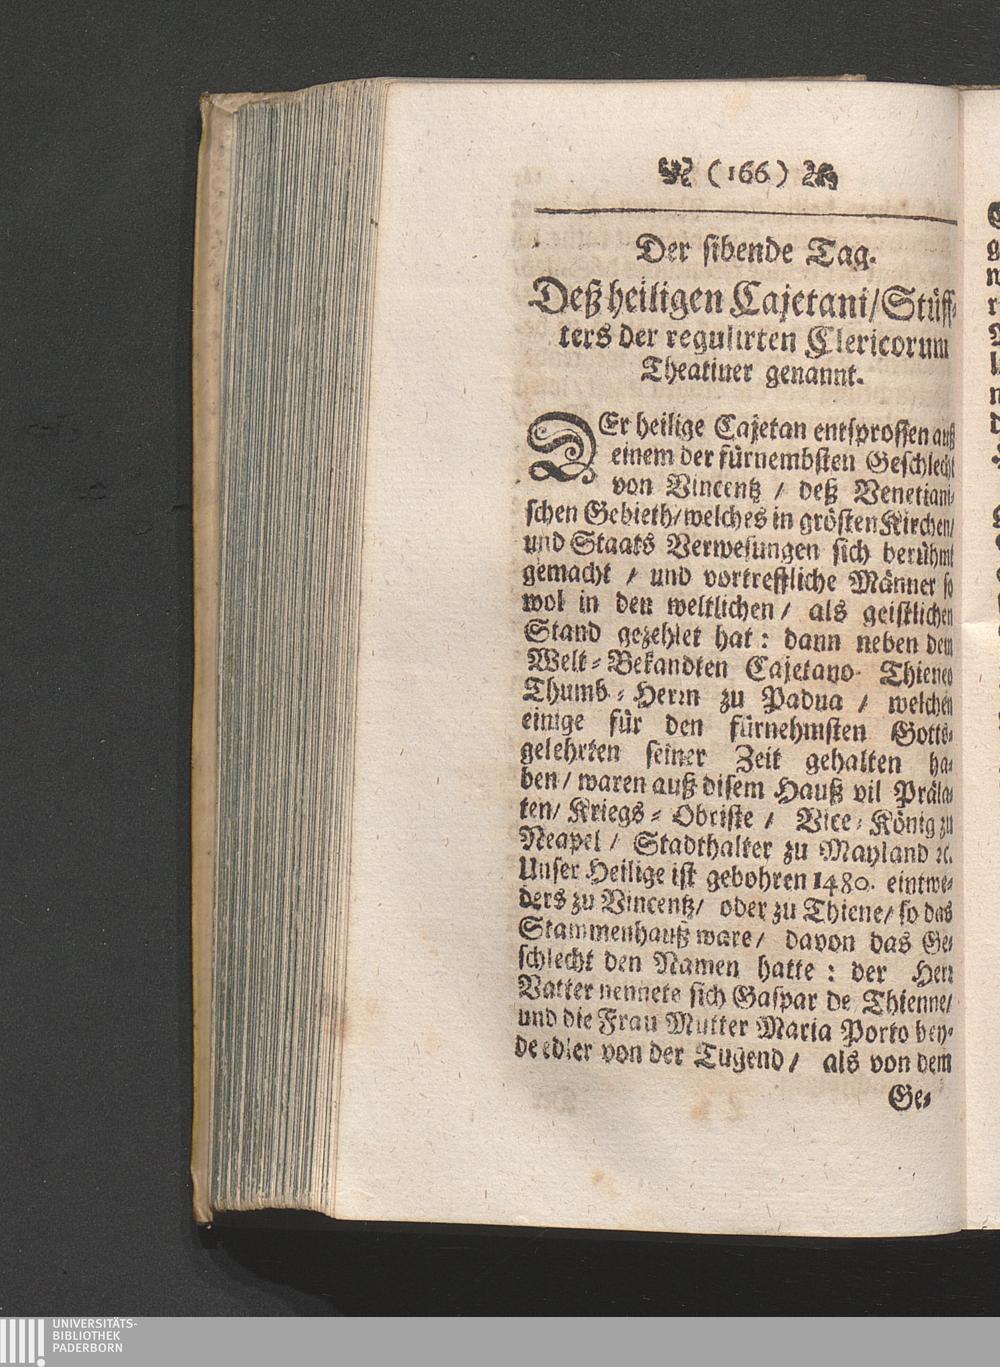 (166)
Der sibende Tag.
Deß heiligen Cajetani/Stüff-
ters der regulirten Clericorum
Theatiner genannt.
DEr heilige Cajetan entsprossen auß
einem der fürnembsten Geschlecht
von Vincentz / deß Venetiani-
schen Gebieth/welches in grösten Kirchen/
und Staats Verwesungen sich berühmt
gemacht / und vortreffliche Männer so
wol in den weltlichen / als geistlichen
Stand gezehlet hat : dann neben dem
Welt-Bekandten Cajetano Thieneo
Thumb-Herrn zu Padua / welchen
einige für den fürnehmsten Gotts-
gelehrten seiner Zeit gehalten ha-
ben / waren auß disem Hauß vil Präla-
ten/ Kriegs-Obriste / Vice-König zu
Neapel / Stadthalter zu Mayland ꝛc.
Unser Heilige ist gebohren 1480. eintwe-
ders zu Vincentz/ oder zu Thiene/ so das
Stammenhauß ware / davon das Ge-
schlecht den Namen hatte : der Herr
Vatter nennete sich Gaspar de Thienne/
und die Frau Mutter Maria Porto bey-
de edler von der Tugend / als von dem
Ge-
UNIVERSITÄTS-
BIBLIOTHEK
PADERBORN